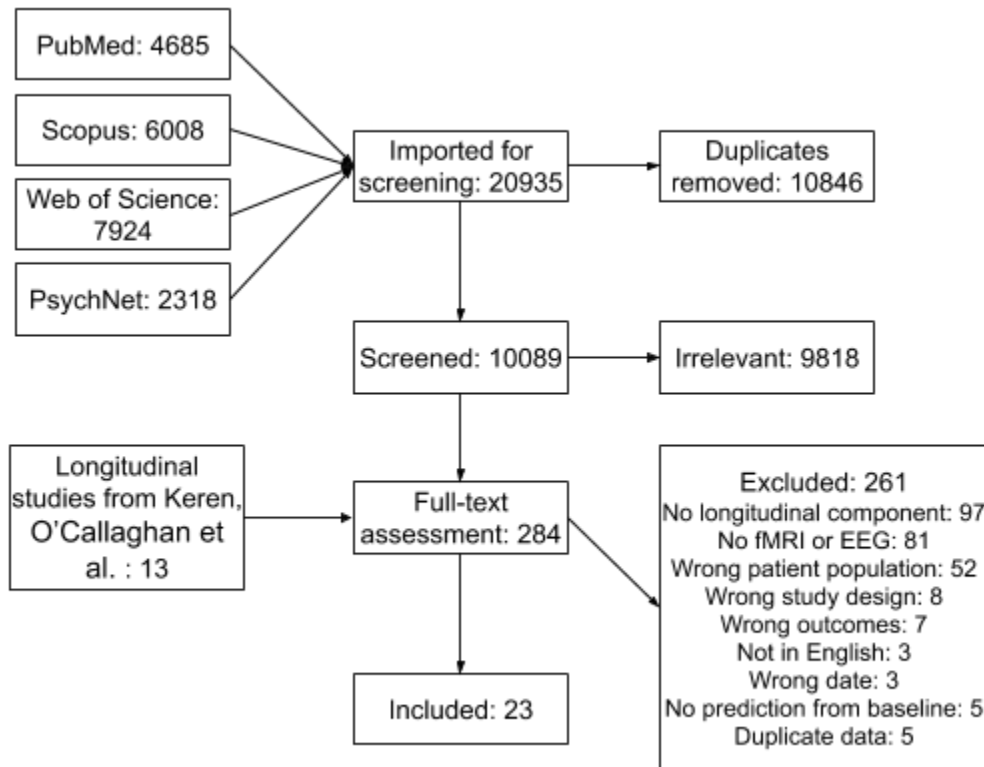 PubMed: 4685
Scopus: 6008
Web of Science:
7924
PsychNet: 2318
Imported for
screening: 20935
Duplicates
removed: 10846
Screened: 10089
Irrelevant: 9818
Longitudinal
studies from Keren,
O'Callaghan et
al. : 13
Full-text
assessment: 284
Excluded: 261
No longitudinal component: 97
No fMRI or EEG: 81
Wrong patient population: 52
Wrong study design: 8
Wrong outcomes: 7
Not in English: 3
Wrong date: 3
No prediction from baseline: 5
Duplicate data: 5
Included: 23